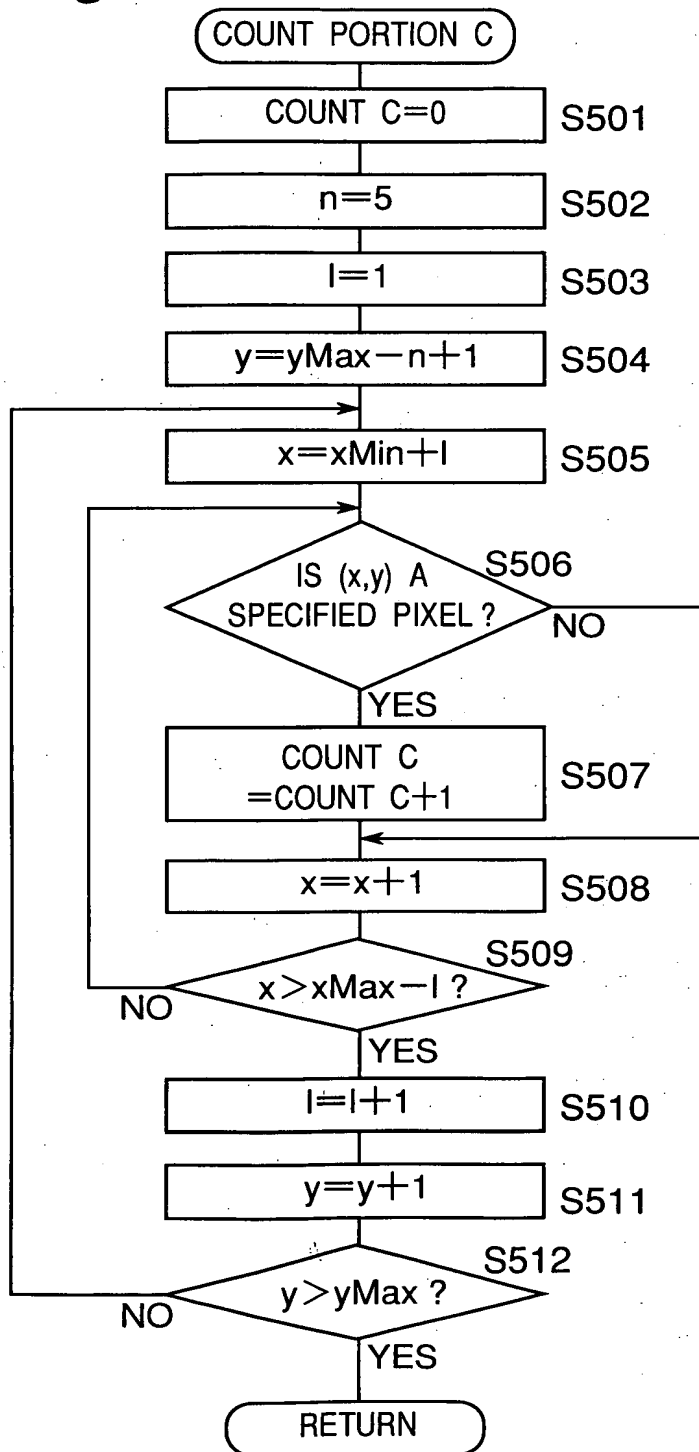 COUNT PORTION C
COUNT C=0
S501
n=5
S502
l=1
S503
y=yMax-n+1
S504
x=xMin+l
S505
IS (x,y) A
SPECIFIED PIXEL ?
S506
NO
YES
COUNT C
=COUNT C+1
S507
x=x+1
S508
x>xMax-l ?
S509
NO
YES
l=l+1
S510
y=y+1
S511
y>yMax ?
S512
NO
YES
RETURN